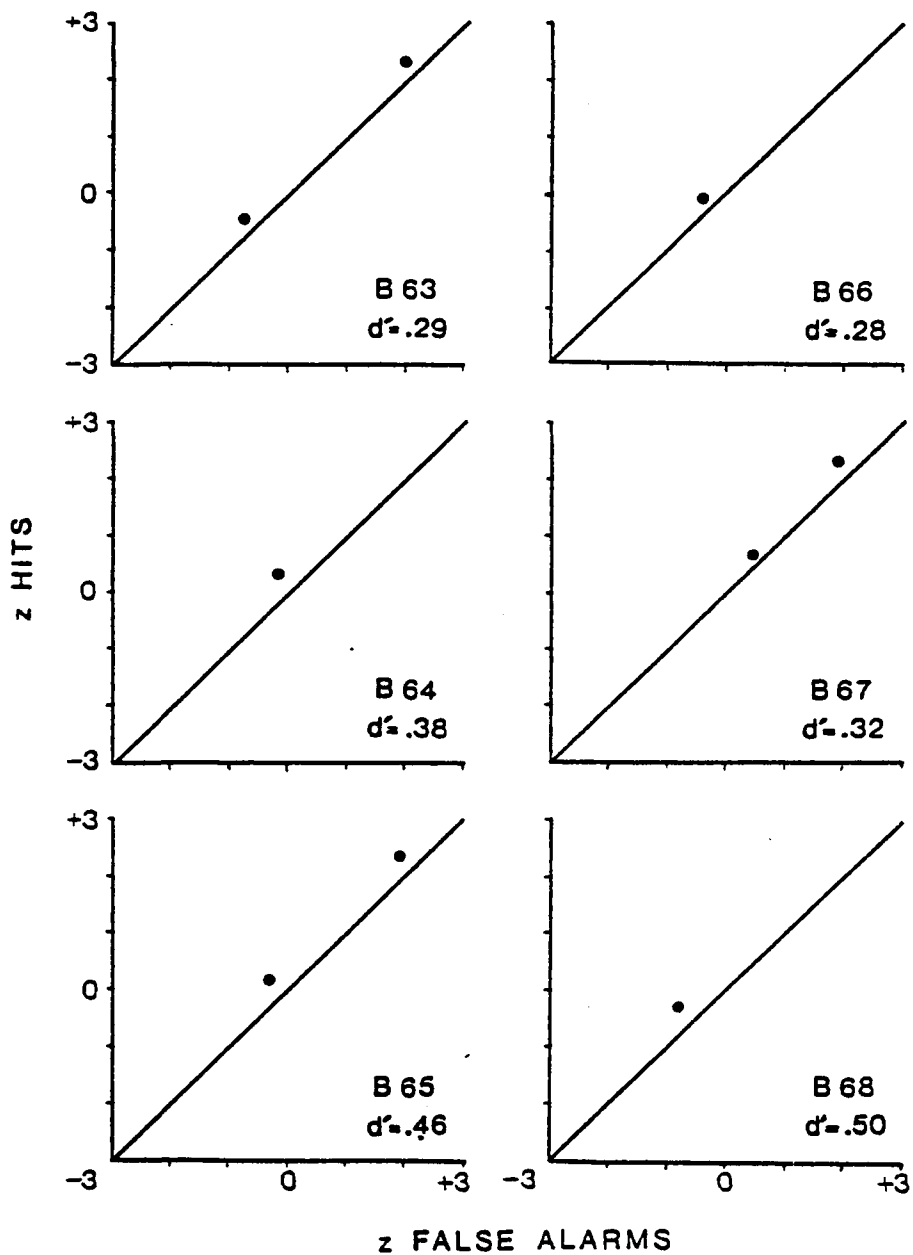 +3
0
-3
B 63
d′=.29
B 66
d′=.28
+3
0
-3
B 64
d′=.38
B 67
d′=.32
z HITS
+3
0
-3
B 65
d′=.46
B 68
d′=.50
0
+3
-3
0
+3
z FALSE ALARMS